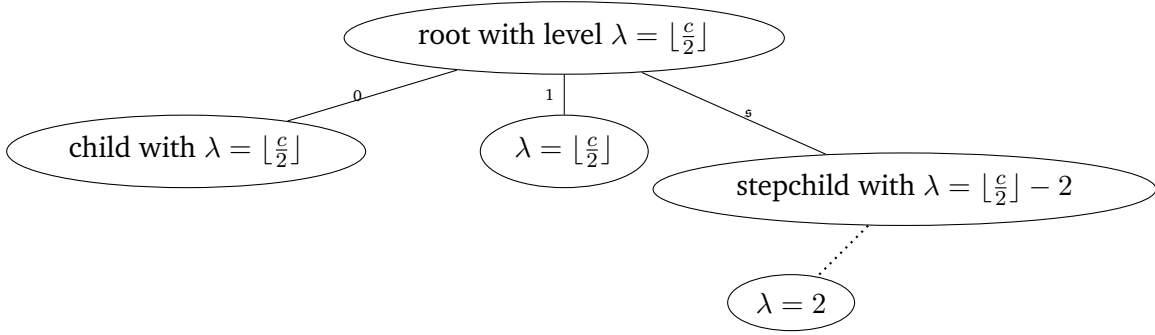 root with level λ = ⌊c/2⌋
0
1
𝔰
child with λ = ⌊c/2⌋
λ = ⌊c/2⌋
stepchild with λ = ⌊c/2⌋ − 2
λ = 2